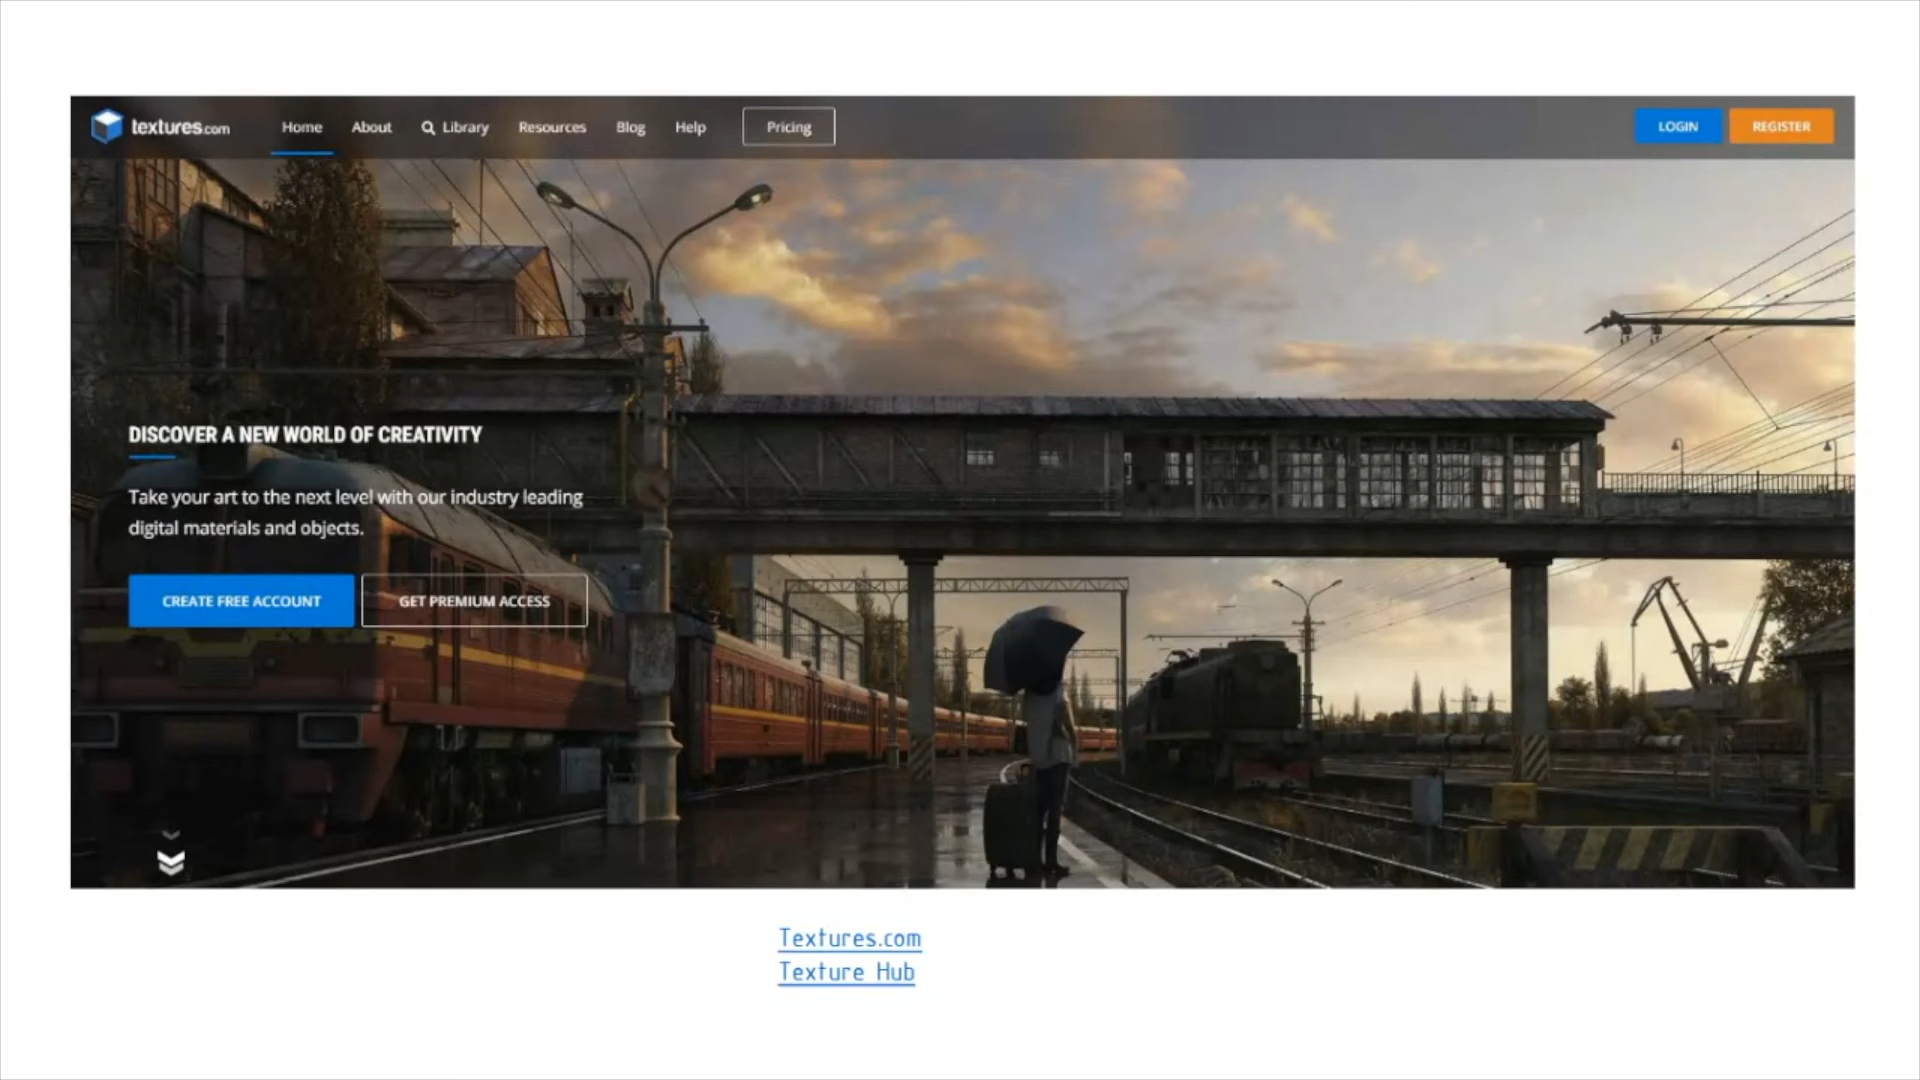 textures.com
Home About Library Resources Blog Help Pricing LOGIN REGISTER
DISCOVER A NEW WORLD OF CREATIVITY
Take your art to the next level with our industry leading
digital materials and objects.
CREATE FREE ACCOUNT GET PREMIUM ACCESS
Textures.com
Texture Hub